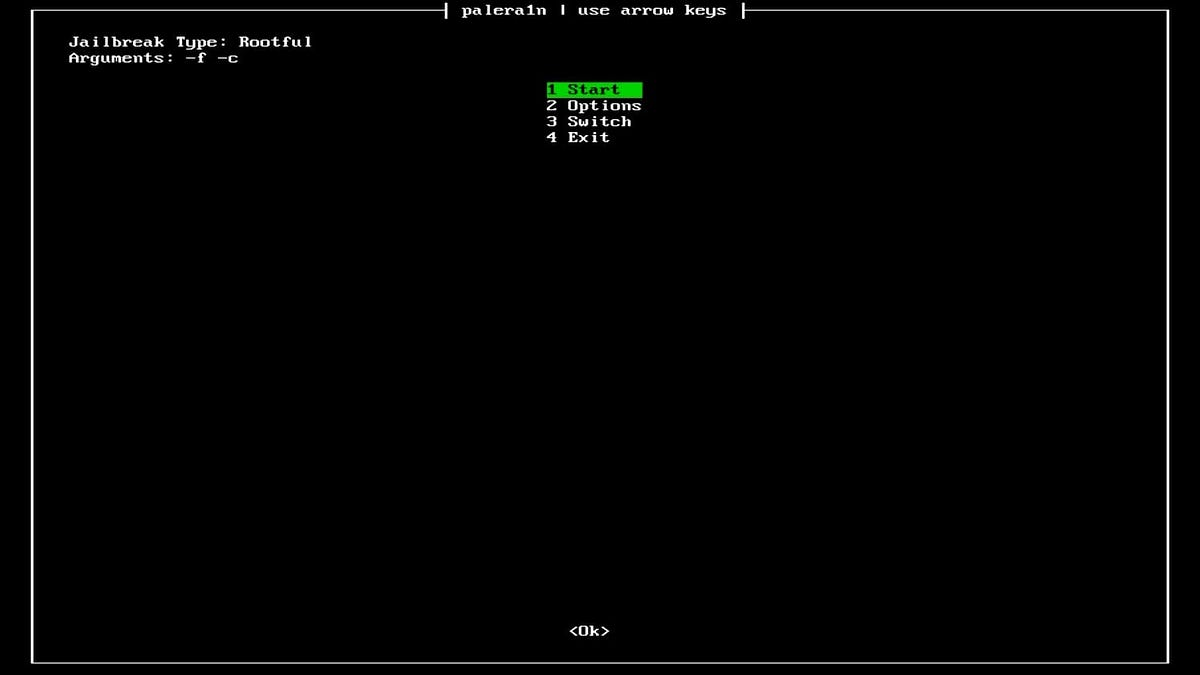 palera1n | use arrow keys
Jailbreak Type: Rootful
Arguments: -f -c
1 Start
2 Options
3 Switch
4 Exit
<Ok>